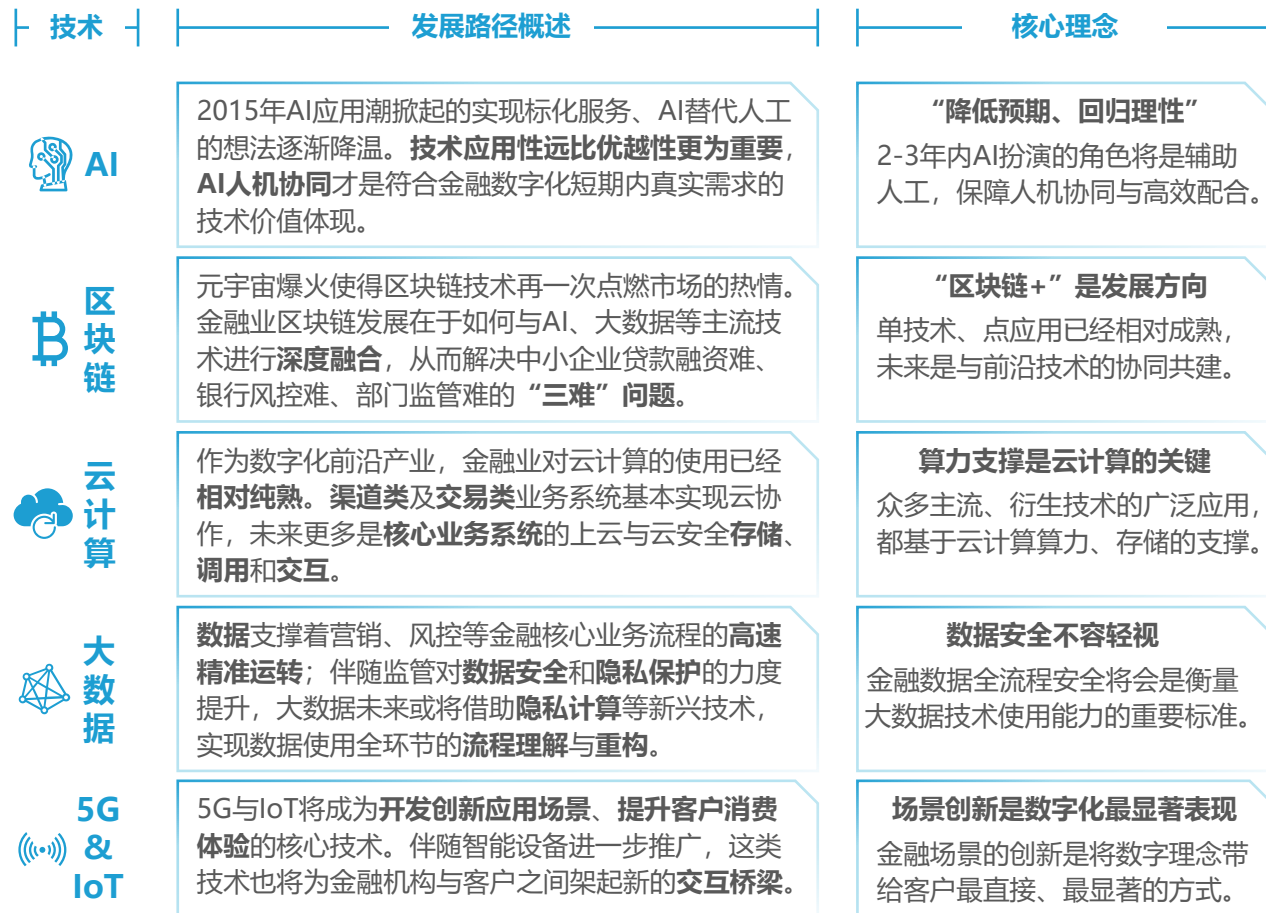 技术
发展路径概述
核心理念
AI
2015年AI应用潮掀起的实现标化服务、AI替代人工
的想法逐渐降温。技术应用性远比优越性更为重要，
AI人机协同才是符合金融数字化短期内真实需求的
技术价值体现。
“降低预期、回归理性”
2-3年内AI扮演的角色将是辅助
人工，保障人机协同与高效配合。
区
块
链
元宇宙爆火使得区块链技术再一次点燃市场的热情。
金融业区块链发展在于如何与AI、大数据等主流技
术进行深度融合，从而解决中小企业贷款融资难、
银行风控难、部门监管难的“三难”问题。
“区块链+”是发展方向
单技术、点应用已经相对成熟，
未来是与前沿技术的协同共建。
云
计
算
作为数字化前沿产业，金融业对云计算的使用已经
相对纯熟。渠道类及交易类业务系统基本实现云协
作，未来更多是核心业务系统的上云与云安全存储、
调用和交互。
算力支撑是云计算的关键
众多主流、衍生技术的广泛应用，
都基于云计算算力、存储的支撑。
大
数
据
数据支撑着营销、风控等金融核心业务流程的高速
精准运转；伴随监管对数据安全和隐私保护的力度
提升，大数据未来或将借助隐私计算等新兴技术，
实现数据使用全环节的流程理解与重构。
数据安全不容轻视
金融数据全流程安全将会是衡量
大数据技术使用能力的重要标准。
5G
&
IoT
5G与IoT将成为开发创新应用场景、提升客户消费
体验的核心技术。伴随智能设备进一步推广，这类
技术也将为金融机构与客户之间架起新的交互桥梁。
场景创新是数字化最显著表现
金融场景的创新是将数字理念带
给客户最直接、最显著的方式。